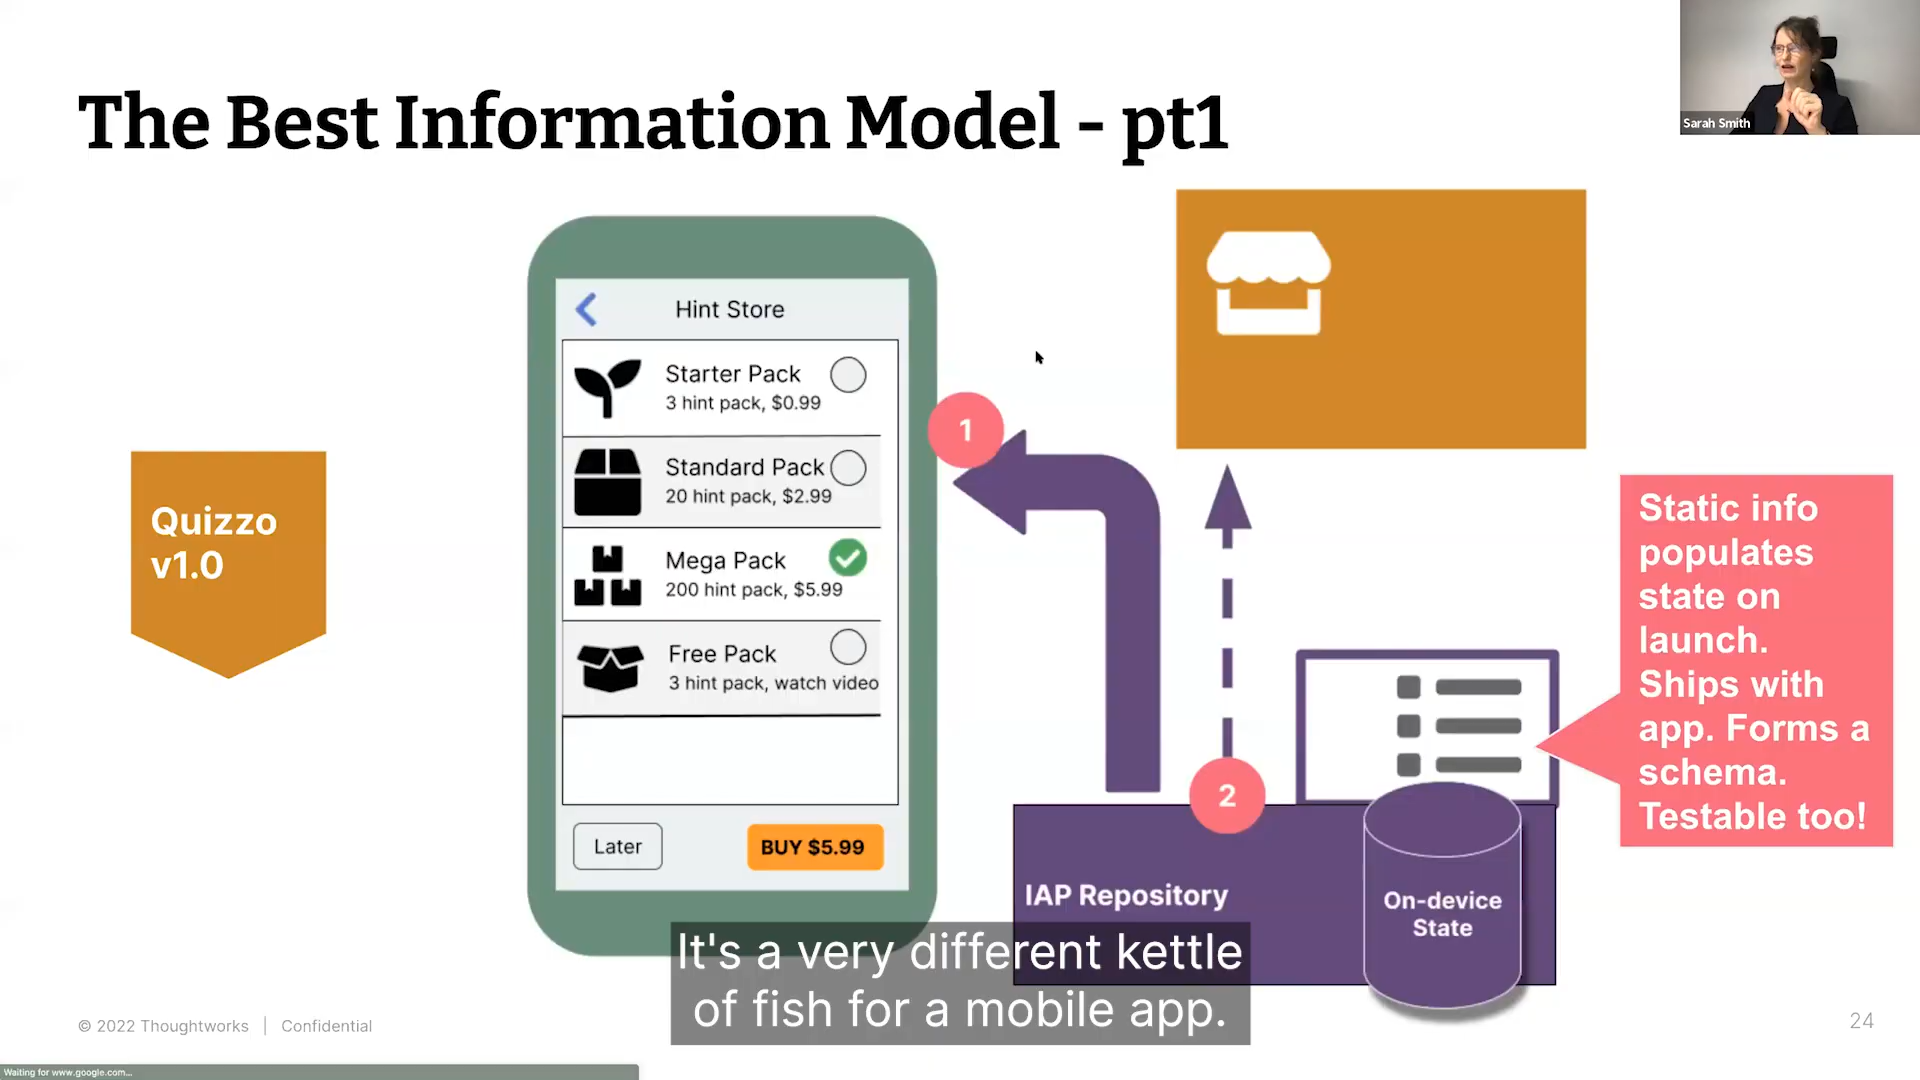 The Best Information Model - pt1
Sarah Smith
Quizzo
v1.0
Hint Store
Starter Pack
3 hint pack, $0.99
Standard Pack
20 hint pack, $2.99
Mega Pack
200 hint pack, $5.99
Free Pack
3 hint pack, watch video
Later
BUY $5.99
1
2
IAP Repository
On-device
State
Static info
populates
state on
launch.
Ships with
app. Forms a
schema.
Testable too!
It's a very different kettle
of fish for a mobile app.
© 2022 Thoughtworks | Confidential
24
Waiting for www.google.com...